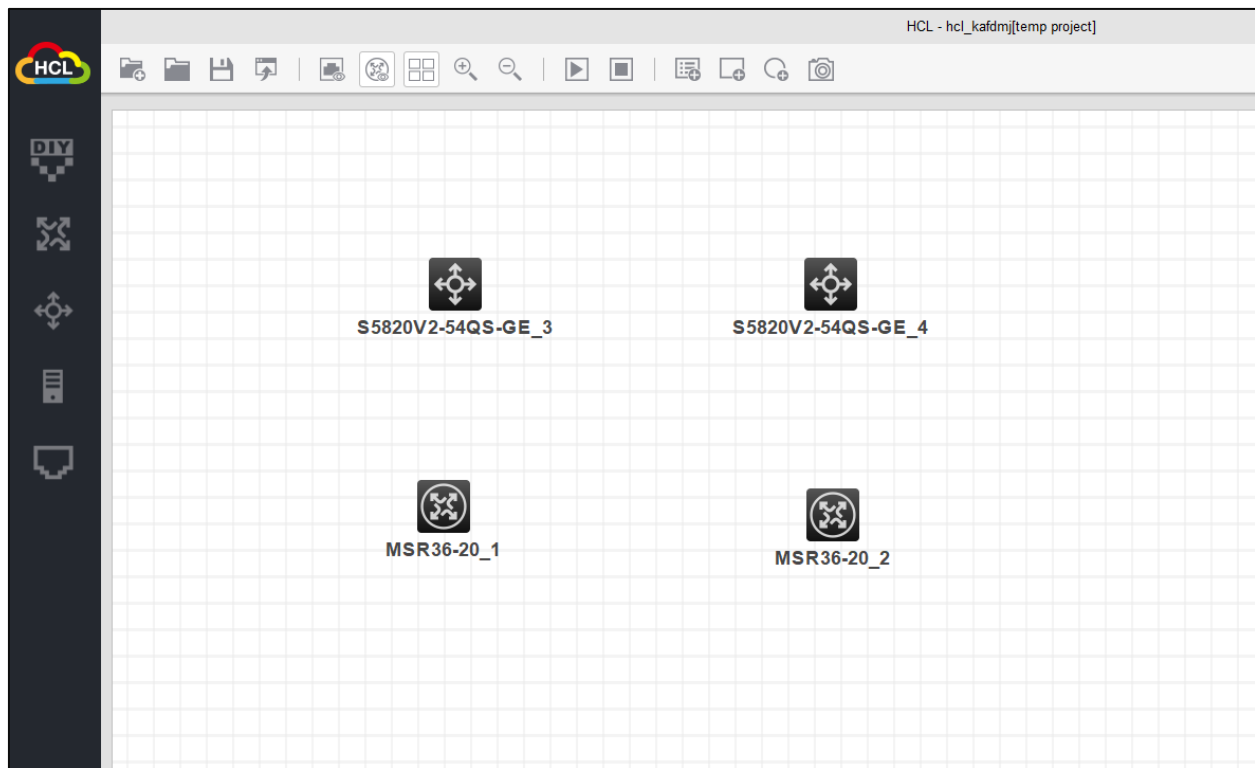 HCL - hcl_kafdmj[temp project]
HCL
DIY
S5820V2-54QS-GE_3
S5820V2-54QS-GE_4
MSR36-20_1
MSR36-20_2